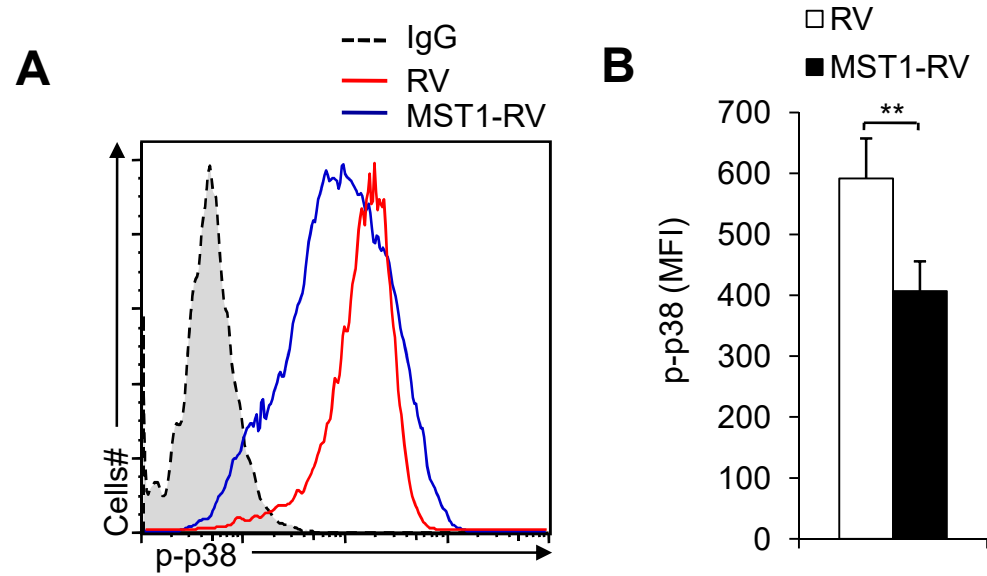 A
IgG
RV
MST1-RV
Cells#
p-p38
B
RV
MST1-RV
**
700
600
500
400
300
200
100
0
p-p38 (MFI)